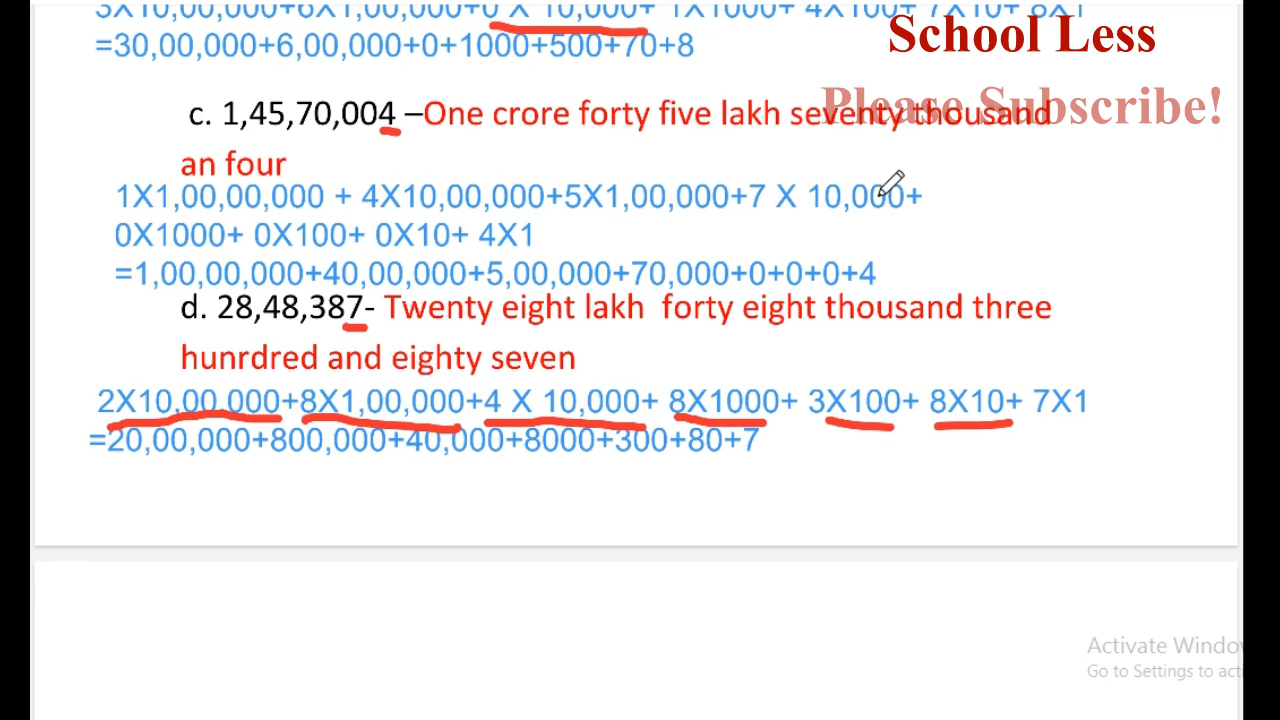 3X10,00,000+6X1,00,000+0 X 10,000+ 1X1000+ 4X100+ 7X10+ 8X1
School Less
=30,00,000+6,00,000+0+1000+500+70+8
Please Subscribe!
c. 1,45,70,004 –One crore forty five lakh seventy thousand
an four
1X1,00,00,000 + 4X10,00,000+5X1,00,000+7 X 10,000+
0X1000+ 0X100+ 0X10+ 4X1
=1,00,00,000+40,00,000+5,00,000+70,000+0+0+0+4
d. 28,48,387- Twenty eight lakh  forty eight thousand three
hunrdred and eighty seven
2X10,00,000+8X1,00,000+4 X 10,000+ 8X1000+ 3X100+ 8X10+ 7X1
=20,00,000+800,000+40,000+8000+300+80+7
Activate Windo
Go to Settings to acti